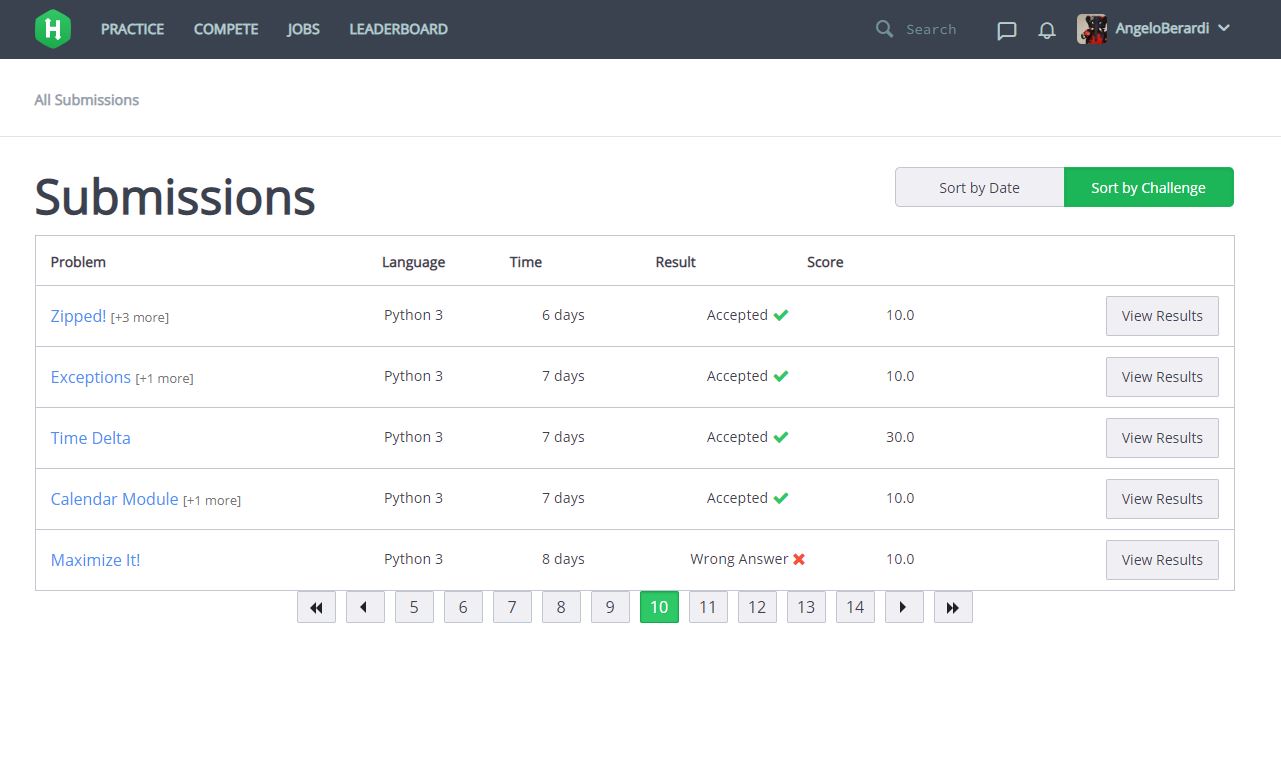 H PRACTICE COMPETE JOBS LEADERBOARD Search AngeloBerardi
All Submissions
Submissions
Sort by Date Sort by Challenge
Problem Language Time Result Score
Zipped! [+3 more] Python 3 6 days Accepted 10.0 View Results
Exceptions [+1 more] Python 3 7 days Accepted 10.0 View Results
Time Delta Python 3 7 days Accepted 30.0 View Results
Calendar Module [+1 more] Python 3 7 days Accepted 10.0 View Results
Maximize It! Python 3 8 days Wrong Answer 10.0 View Results
5 6 7 8 9 10 11 12 13 14